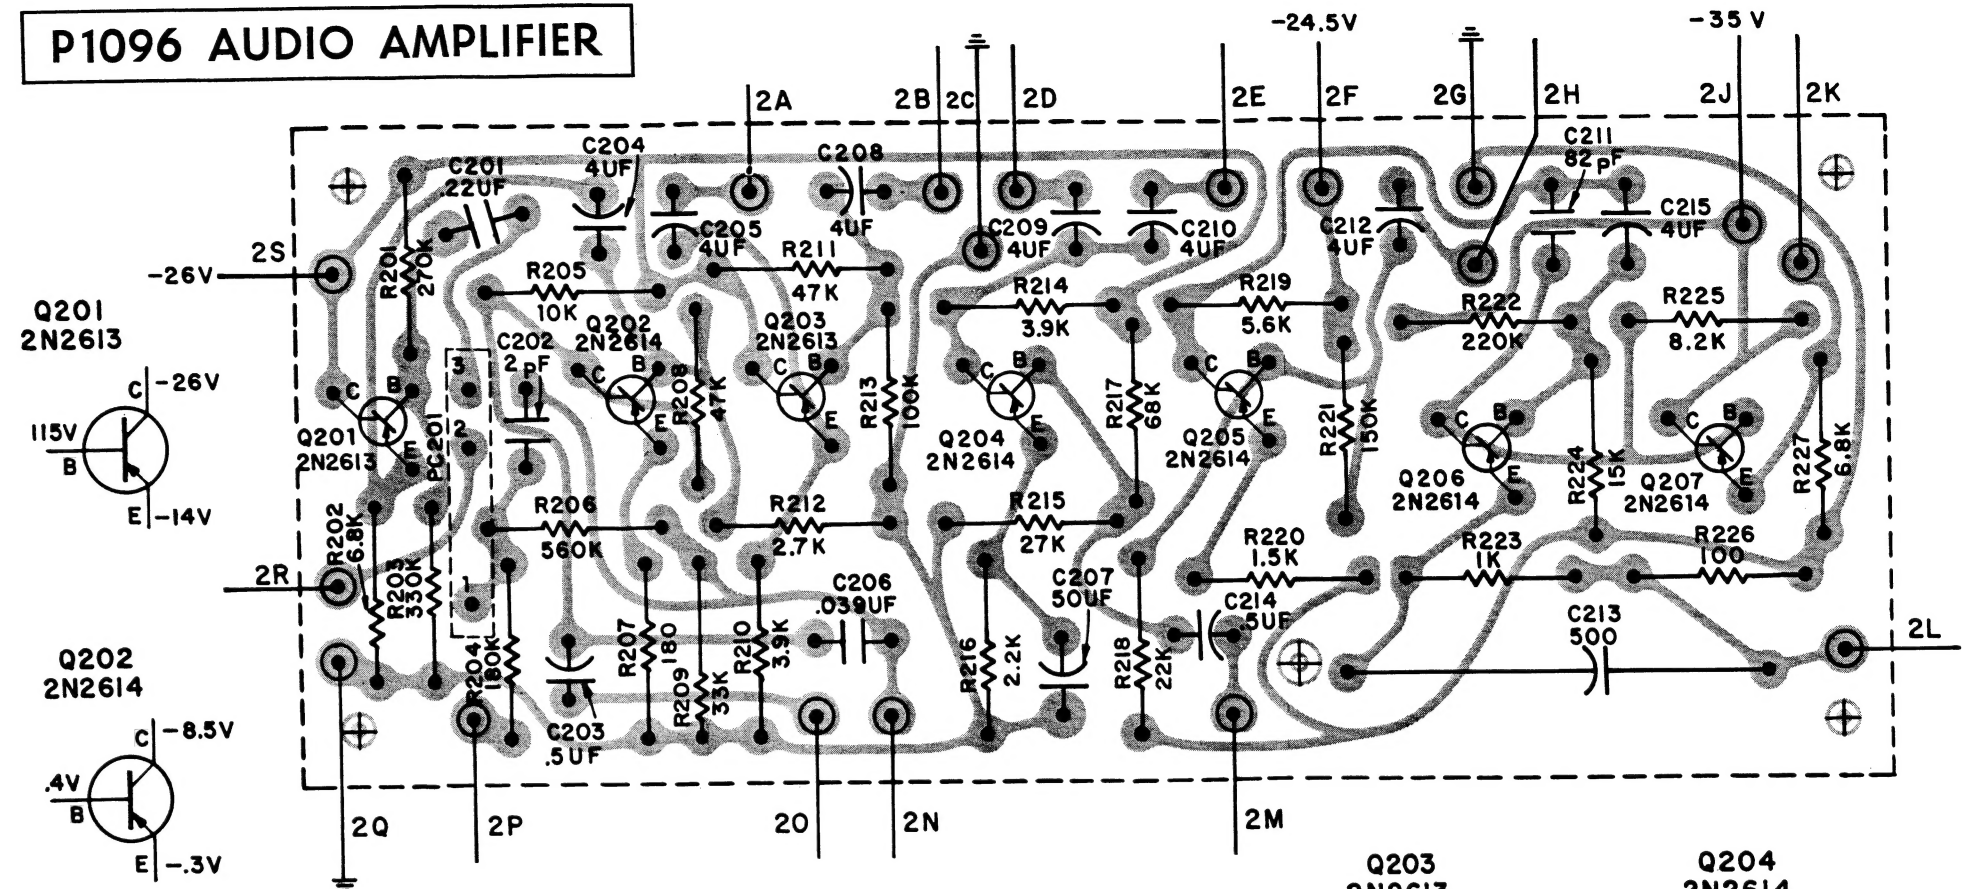 P1096 AUDIO AMPLIFIER
-24.5V
-35 V
2A
2B
2C
2D
2E
2F
2G
2H
2J
2K
C204
4UF
C201
.22UF
C208
4UF
C205
4UF
C209
4UF
C210
4UF
C212
4UF
C211
82pF
C215
4UF
2S
-26V
R201
270K
R205
10K
R211
47K
R214
3.9K
R219
5.6K
R222
220K
R225
8.2K
Q201
2N2613
C
-26V
115V
B
E
-14V
C202
2pF
Q202
2N2614
C
B
E
R208
47K
Q203
2N2613
C
B
E
R213
100K
C
B
E
Q204
2N2614
R217
68K
C
B
E
Q205
2N2614
R221
150K
C
B
E
Q206
2N2614
R224
15K
C
B
E
Q207
2N2614
R227
6.8K
C
B
E
Q201
2N2613
PC201
3
2
1
R202
6.8K
R203
330K
R206
560K
R212
2.7K
R215
27K
R220
1.5K
R223
1K
R226
100
2R
R204
180K
R207
180
R209
33K
R210
3.9K
C206
.039UF
C207
50UF
R216
2.2K
R218
22K
C214
.5UF
C213
500
2L
C203
.5UF
Q202
2N2614
C
-8.5V
.4V
B
E
-.3V
2Q
2P
2O
2N
2M
Q203
2N2613
Q204
2N2614